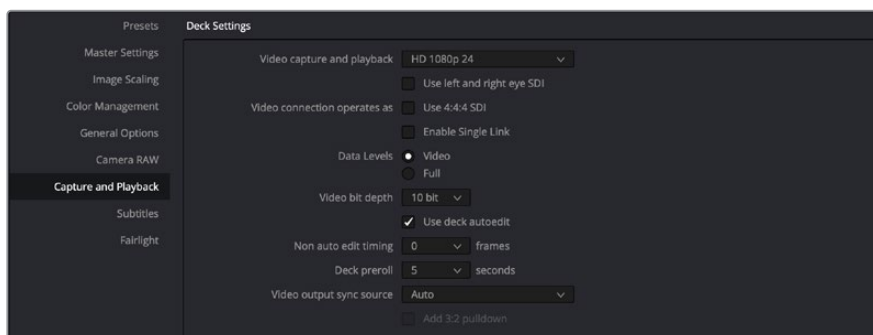 Presets
Master Settings
Image Scaling
Color Management
General Options
Camera RAW
Capture and Playback
Subtitles
Fairlight
Deck Settings
Video capture and playback HD 1080p 24
Use left and right eye SDI
Video connection operates as Use 4:4:4 SDI
Enable Single Link
Data Levels Video
Full
Video bit depth 10 bit
Use deck autoedit
Non auto edit timing 0 frames
Deck preroll 5 seconds
Video output sync source Auto
Add 3:2 pulldown